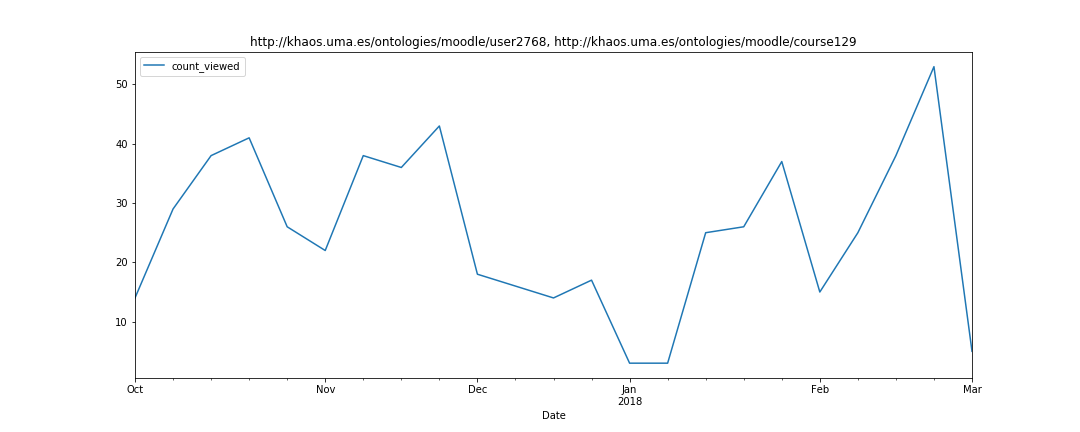 http://khaos.uma.es/ontologies/moodle/user2768, http://khaos.uma.es/ontologies/moodle/course129
count_viewed
50
40
30
20
10
Oct
Nov
Dec
Jan
2018
Feb
Mar
Date